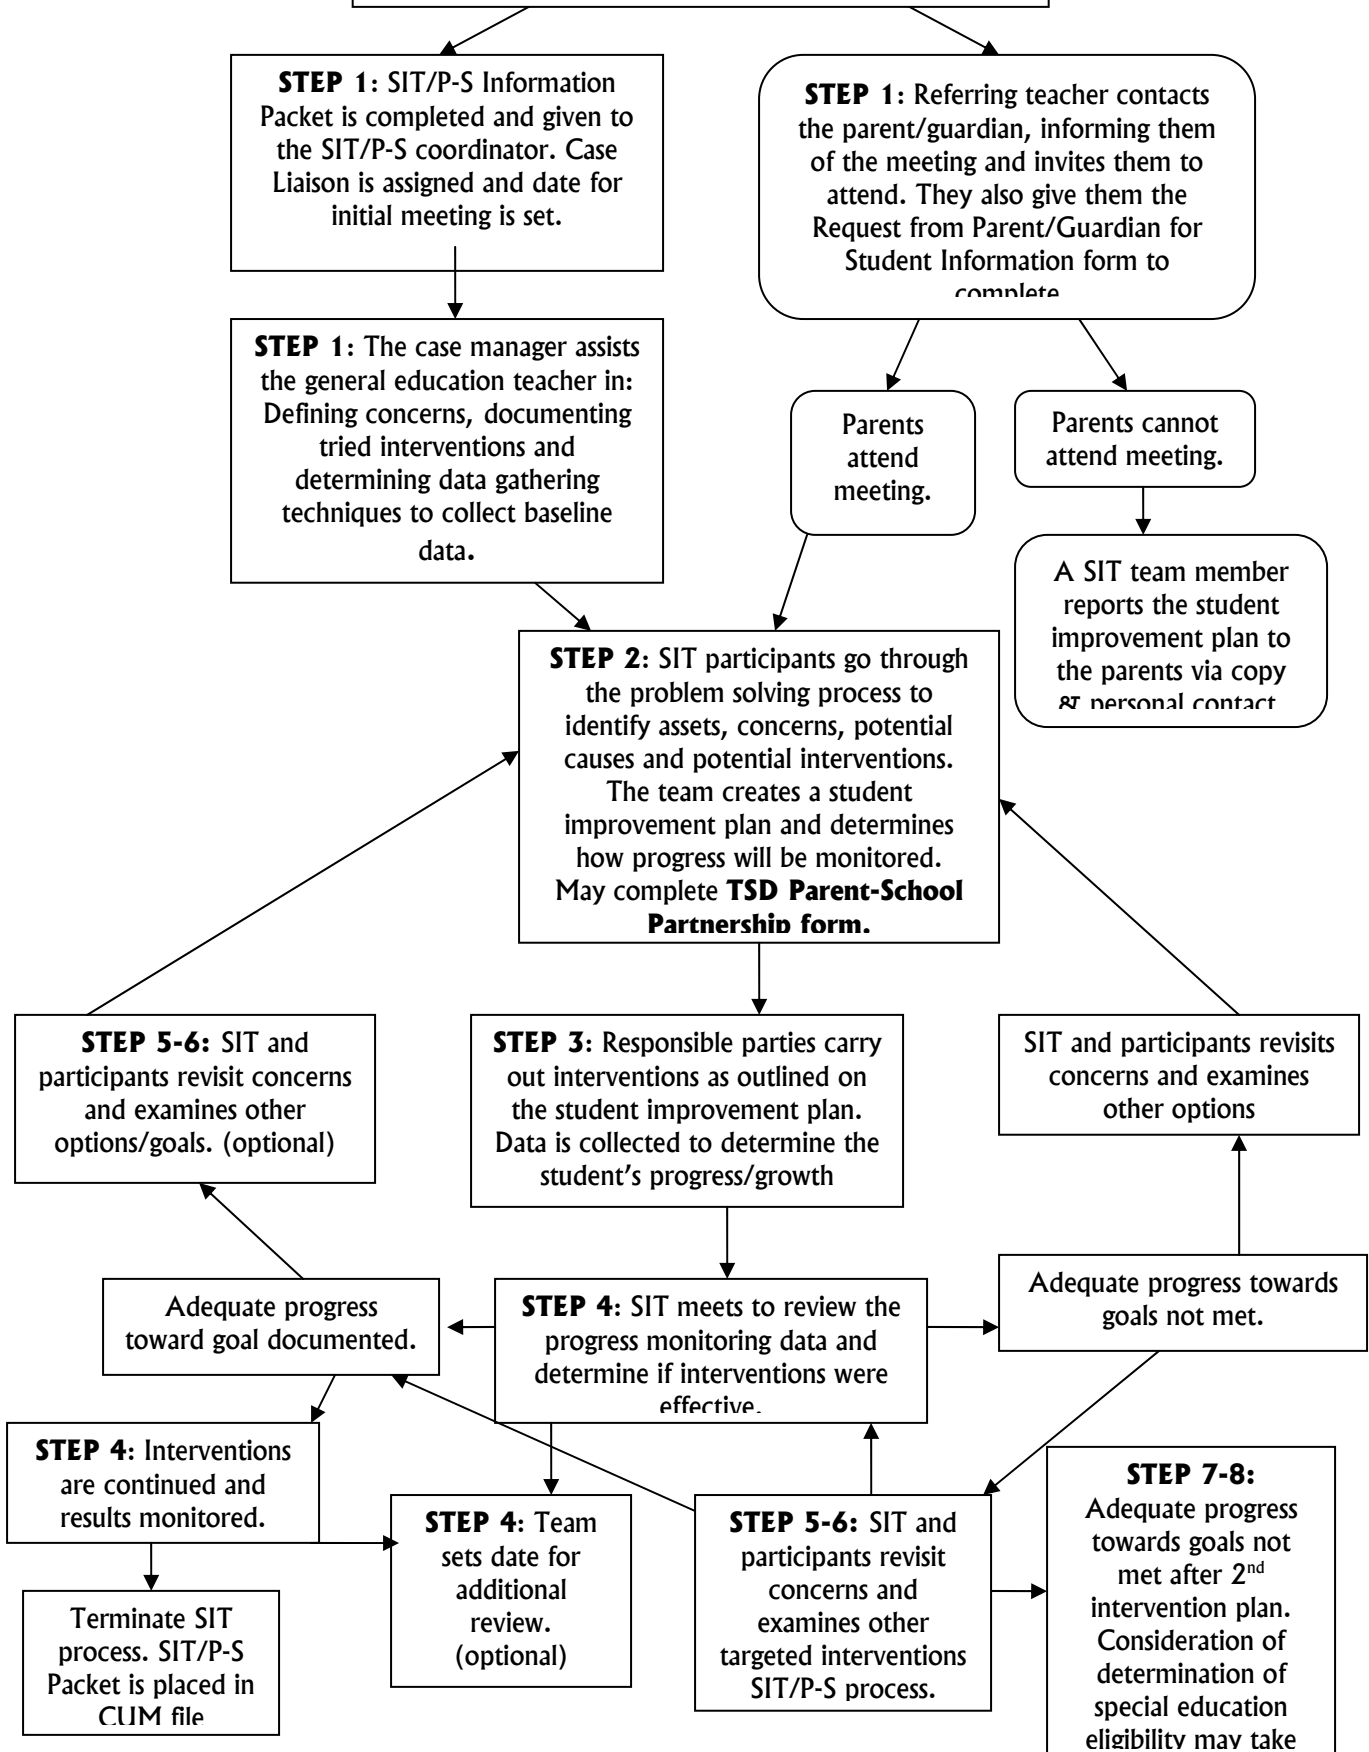 STEP 1: SIT/P-S Information
Packet is completed and given to
the SIT/P-S coordinator. Case
Liaison is assigned and date for
initial meeting is set.
STEP 1: Referring teacher contacts
the parent/guardian, informing them
of the meeting and invites them to
attend. They also give them the
Request from Parent/Guardian for
Student Information form to
complete
STEP 1: The case manager assists
the general education teacher in:
Defining concerns, documenting
tried interventions and
determining data gathering
techniques to collect baseline
data.
Parents
attend
meeting.
Parents cannot
attend meeting.
A SIT team member
reports the student
improvement plan to
the parents via copy
& personal contact
STEP 2: SIT participants go through
the problem solving process to
identify assets, concerns, potential
causes and potential interventions.
The team creates a student
improvement plan and determines
how progress will be monitored.
May complete TSD Parent-School
Partnership form.
STEP 5-6: SIT and
participants revisit concerns
and examines other
options/goals. (optional)
STEP 3: Responsible parties carry
out interventions as outlined on
the student improvement plan.
Data is collected to determine the
student's progress/growth
SIT and participants revisits
concerns and examines
other options
Adequate progress
toward goal documented.
STEP 4: SIT meets to review the
progress monitoring data and
determine if interventions were
effective.
Adequate progress towards
goals not met.
STEP 4: Interventions
are continued and
results monitored.
STEP 4: Team
sets date for
additional
review.
(optional)
STEP 5-6: SIT and
participants revisit
concerns and
examines other
targeted interventions
SIT/P-S process.
STEP 7-8:
Adequate progress
towards goals not
met after 2nd
intervention plan.
Consideration of
determination of
special education
eligibility may take
Terminate SIT
process. SIT/P-S
Packet is placed in
CUM file